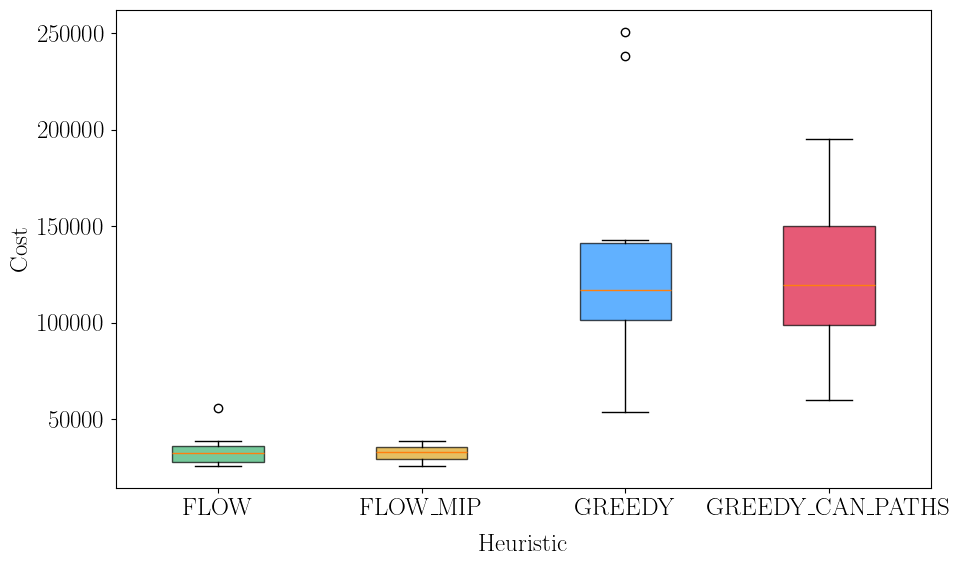 250000
200000
150000
100000
50000
Cost
FLOW
FLOW_MIP
GREEDY
GREEDY_CAN_PATHS
Heuristic